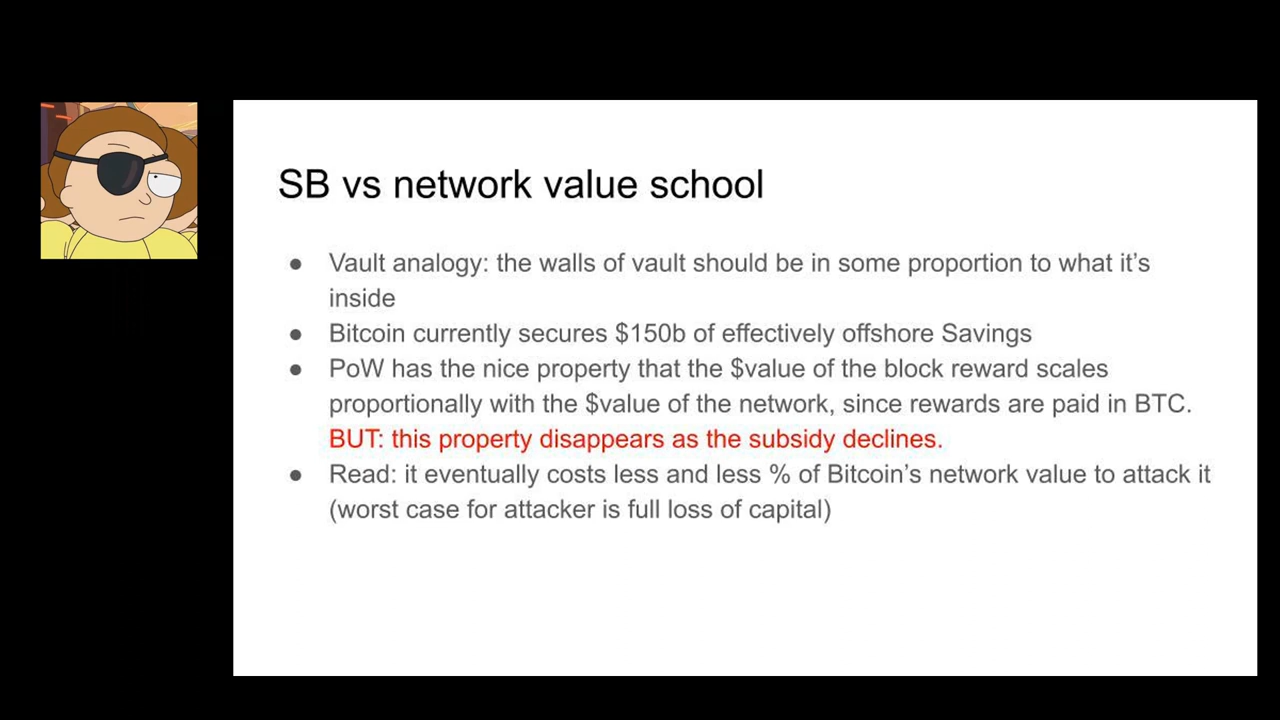 SB vs network value school
● Vault analogy: the walls of vault should be in some proportion to what it's
inside
● Bitcoin currently secures $150b of effectively offshore Savings
● PoW has the nice property that the $value of the block reward scales
proportionally with the $value of the network, since rewards are paid in BTC.
BUT: this property disappears as the subsidy declines.
● Read: it eventually costs less and less % of Bitcoin's network value to attack it
(worst case for attacker is full loss of capital)